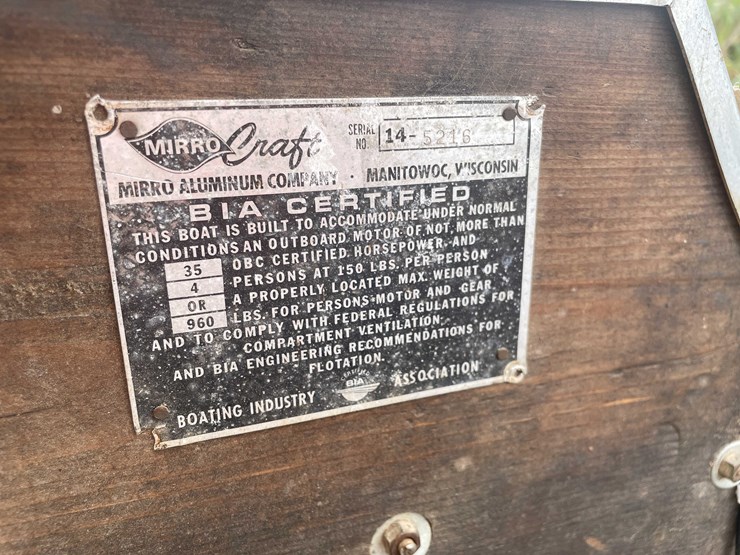 MIRRO Craft
SERIAL NO. 14-5216
MIRRO ALUMINUM COMPANY · MANITOWOC, WISCONSIN
BIA CERTIFIED
THIS BOAT IS BUILT TO ACCOMMODATE UNDER NORMAL
CONDITIONS AN OUTBOARD MOTOR OF NOT MORE THAN
35 OBC CERTIFIED HORSEPOWER AND
4 PERSONS AT 150 LBS. PER PERSON
OR A PROPERLY LOCATED MAX. WEIGHT OF
960 LBS. FOR PERSONS MOTOR AND GEAR,
AND TO COMPLY WITH FEDERAL REGULATIONS FOR
COMPARTMENT VENTILATION.
AND BIA ENGINEERING RECOMMENDATIONS FOR
FLOTATION.
CERTIFIED
BIA
BOATING INDUSTRY ASSOCIATION